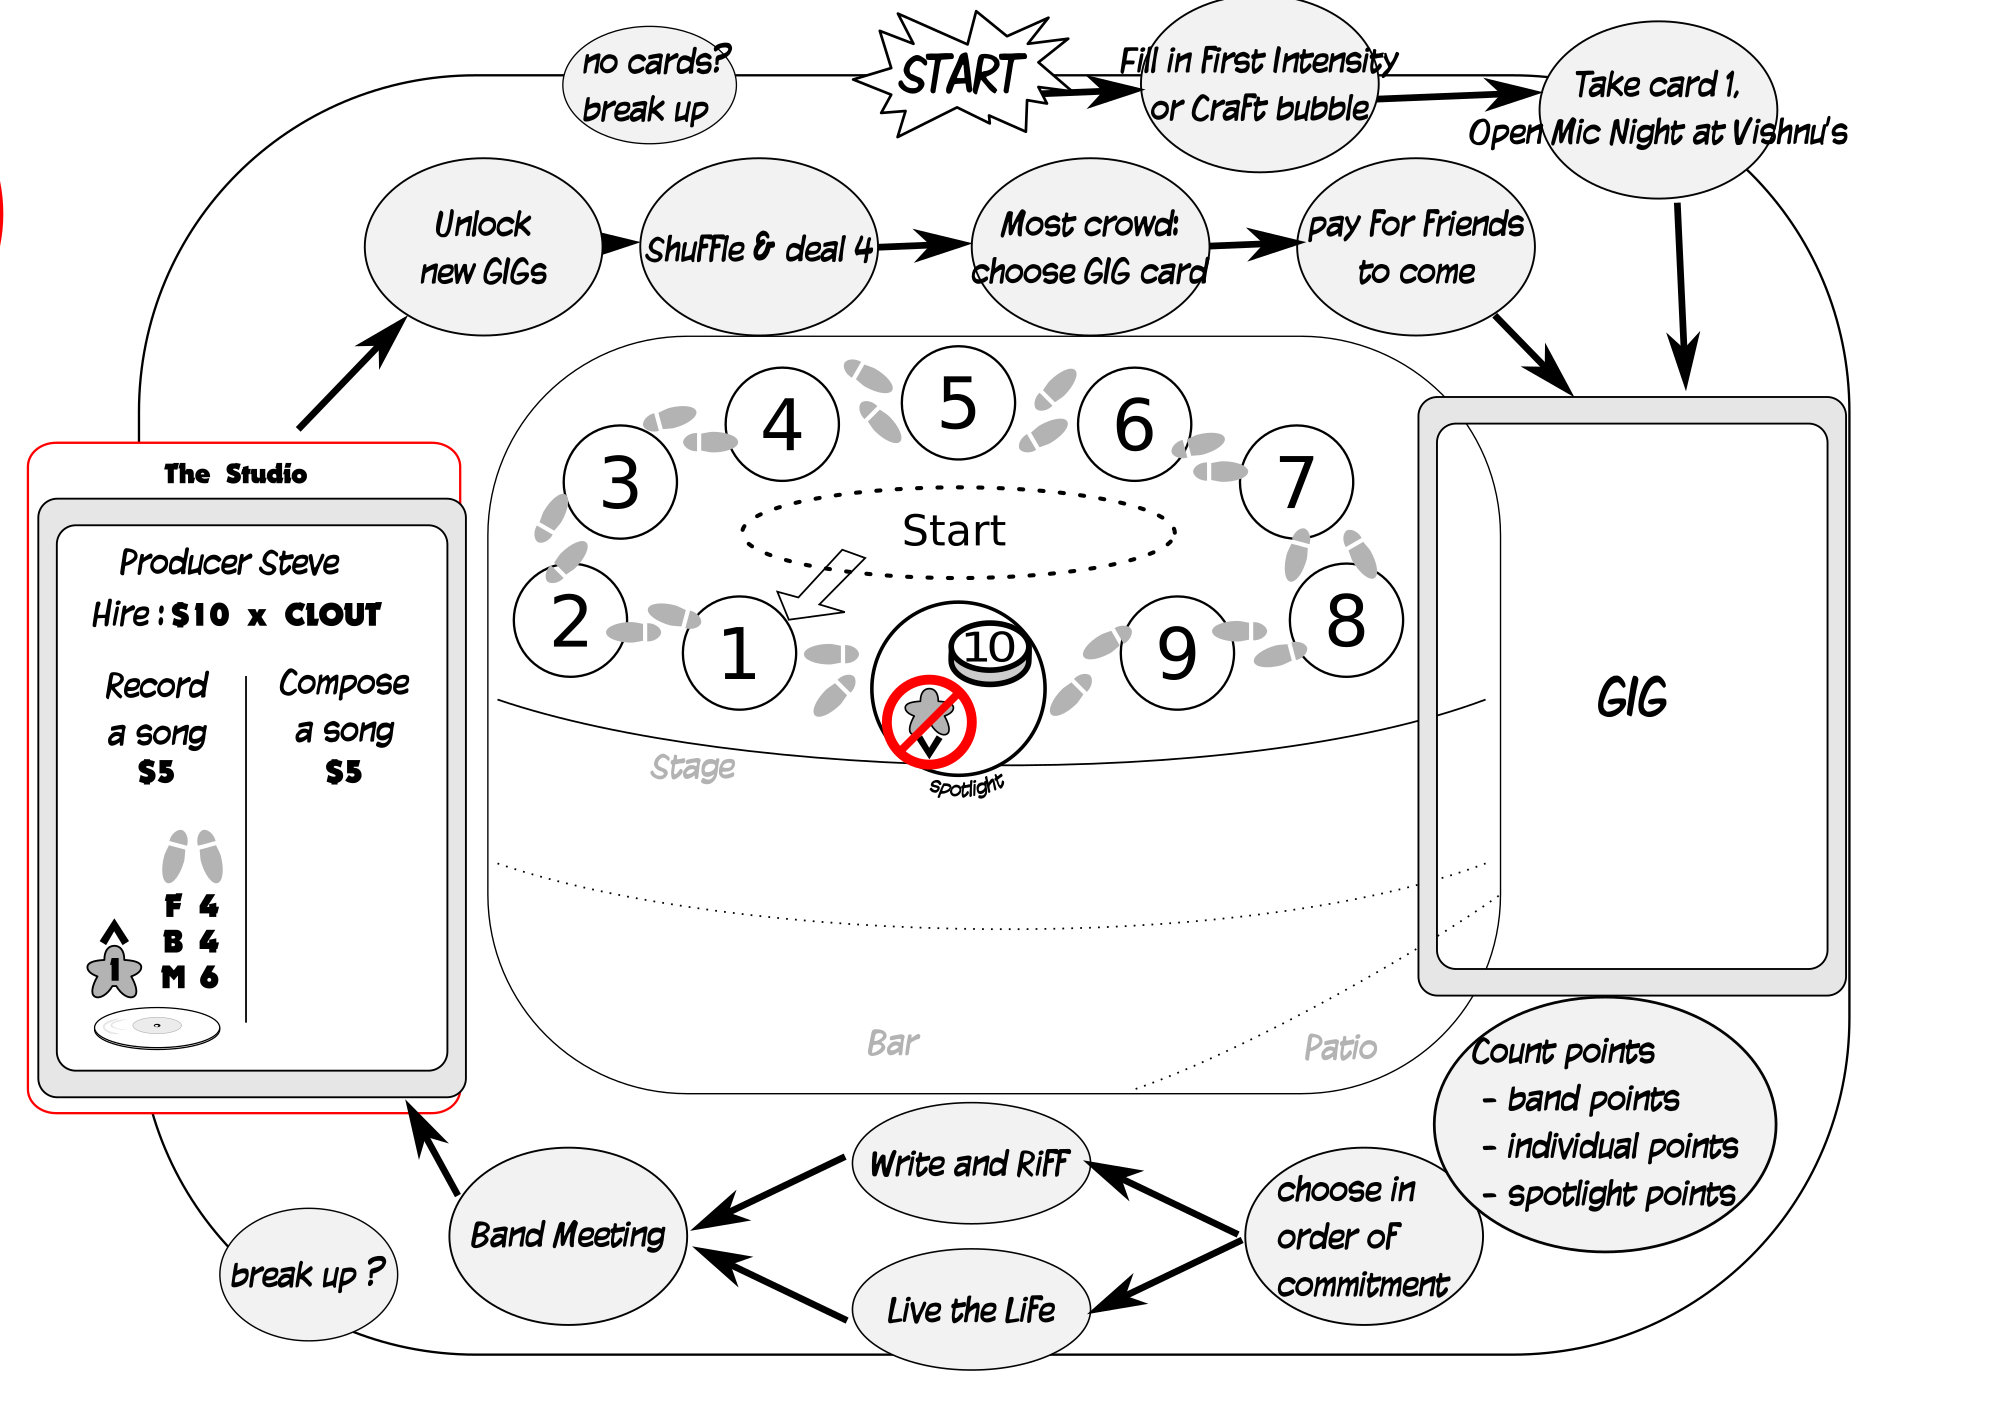 no cards?
break up
START
Fill in First Intensity
or Craft bubble
Take card 1,
Open Mic Night at Vishnu's
Unlock
new GIGs
Shuffle & deal 4
Most crowd:
choose GIG card
pay for friends
to come
The Studio
Producer Steve
Hire: $10 x CLOUT
Record
a song
$5
Compose
a song
$5
F 4
B 4
M 6
1
1
2
3
4
5
6
7
8
9
Start
10
spotlight
Stage
Bar
Patio
GIG
Count points
- band points
- individual points
- spotlight points
choose in
order of
commitment
Write and Riff
Live the Life
Band Meeting
break up ?